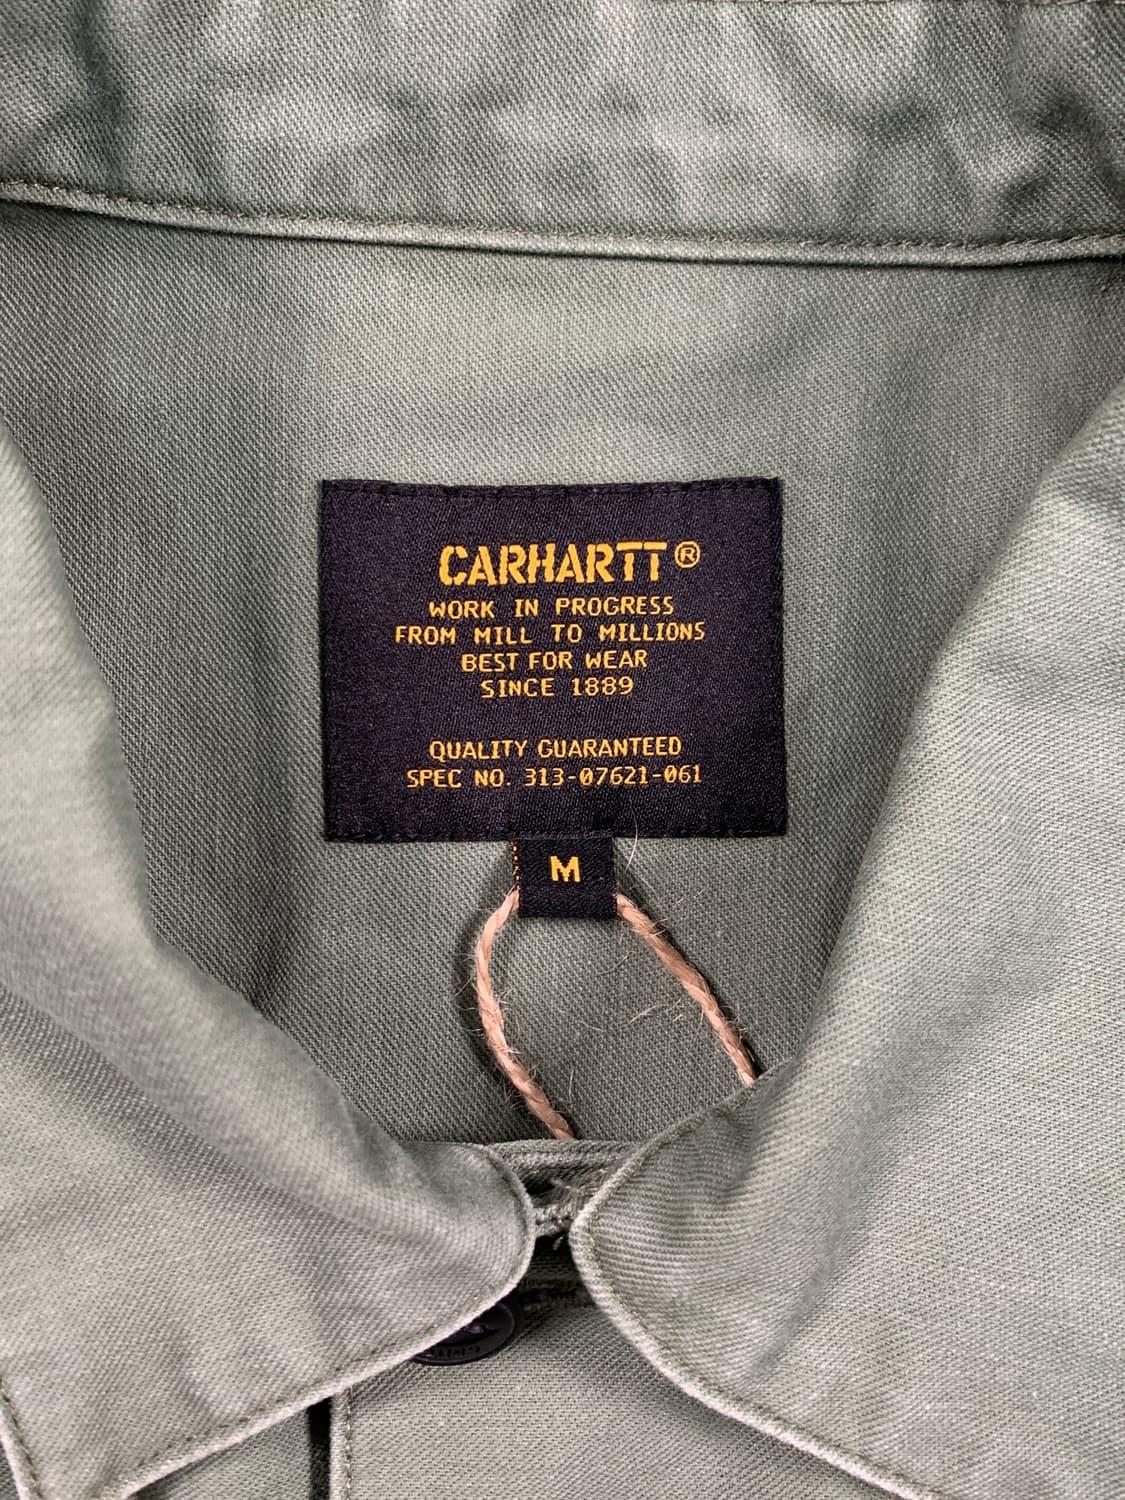 CARHARTT®
WORK IN PROGRESS
FROM MILL TO MILLIONS
BEST FOR WEAR
SINCE 1889
QUALITY GUARANTEED
SPEC NO. 313-07621-061
M